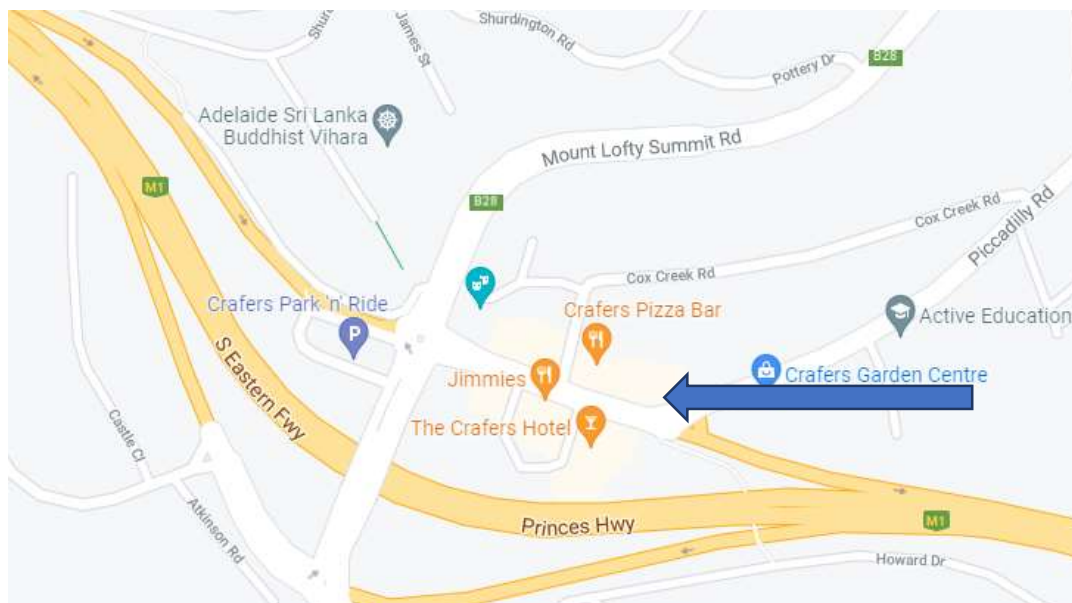 Shurdington Rd
James St
Pottery Dr
B28
Adelaide Sri Lanka
Buddhist Vihara
Mount Lofty Summit Rd
M1
B28
Cox Creek Rd
Piccadilly Rd
Cox Creek Rd
Crafers Park 'n' Ride
P
Crafers Pizza Bar
Active Education
S Eastern Fwy
Jimmies
Crafers Garden Centre
The Crafers Hotel
Castle Ct
Atkinson Rd
Princes Hwy
M1
Howard Dr